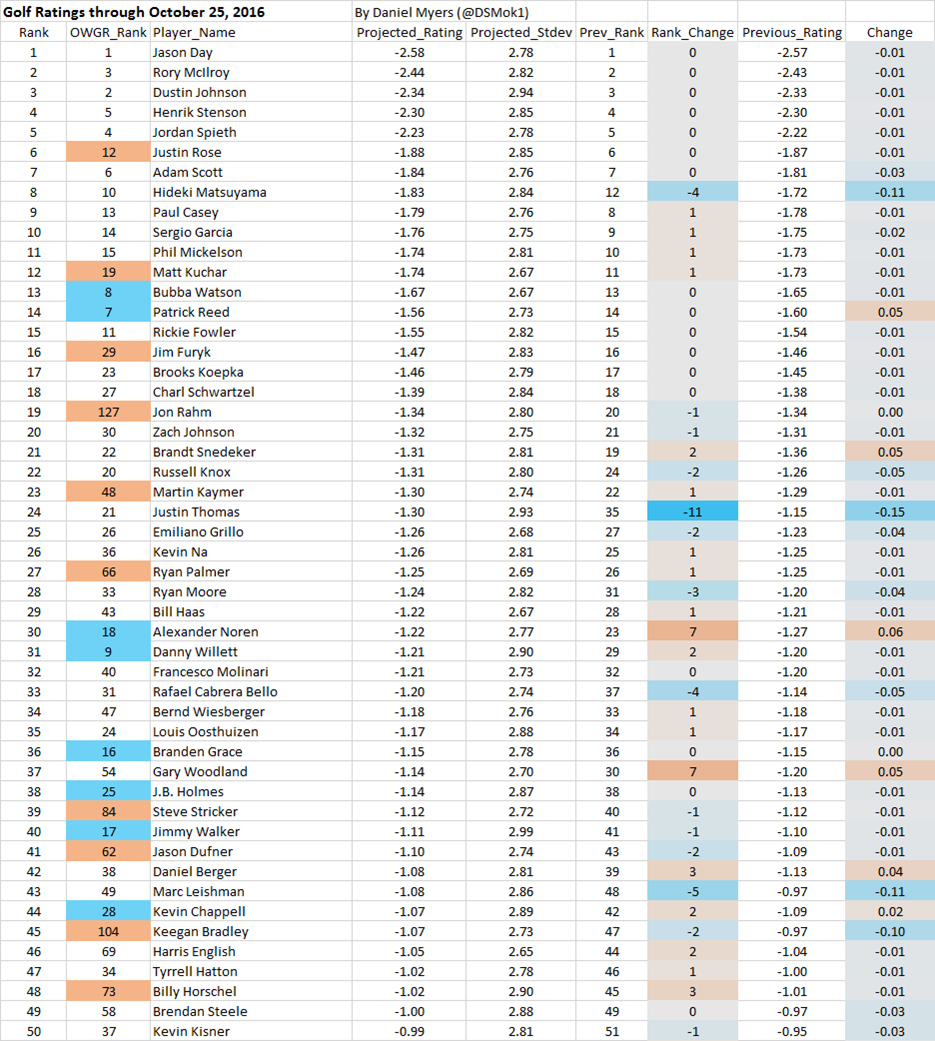 Golf Ratings through October 25, 2016 By Daniel Myers (@DSMok1)
Rank OWGR_Rank Player_Name Projected_Rating Projected_Stdev Prev_Rank Rank_Change Previous_Rating Change
1 1 Jason Day -2.58 2.78 1 0 -2.57 -0.01
2 3 Rory McIlroy -2.44 2.82 2 0 -2.43 -0.01
3 2 Dustin Johnson -2.34 2.94 3 0 -2.33 -0.01
4 5 Henrik Stenson -2.30 2.85 4 0 -2.30 -0.01
5 4 Jordan Spieth -2.23 2.78 5 0 -2.22 -0.01
6 12 Justin Rose -1.88 2.85 6 0 -1.87 -0.01
7 6 Adam Scott -1.84 2.76 7 0 -1.81 -0.03
8 10 Hideki Matsuyama -1.83 2.84 12 -4 -1.72 -0.11
9 13 Paul Casey -1.79 2.76 8 1 -1.78 -0.01
10 14 Sergio Garcia -1.76 2.75 9 1 -1.75 -0.02
11 15 Phil Mickelson -1.74 2.81 10 1 -1.73 -0.01
12 19 Matt Kuchar -1.74 2.67 11 1 -1.73 -0.01
13 8 Bubba Watson -1.67 2.67 13 0 -1.65 -0.01
14 7 Patrick Reed -1.56 2.73 14 0 -1.60 0.05
15 11 Rickie Fowler -1.55 2.82 15 0 -1.54 -0.01
16 29 Jim Furyk -1.47 2.83 16 0 -1.46 -0.01
17 23 Brooks Koepka -1.46 2.79 17 0 -1.45 -0.01
18 27 Charl Schwartzel -1.39 2.84 18 0 -1.38 -0.01
19 127 Jon Rahm -1.34 2.80 20 -1 -1.34 0.00
20 30 Zach Johnson -1.32 2.75 21 -1 -1.31 -0.01
21 22 Brandt Snedeker -1.31 2.81 19 2 -1.36 0.05
22 20 Russell Knox -1.31 2.80 24 -2 -1.26 -0.05
23 48 Martin Kaymer -1.30 2.74 22 1 -1.29 -0.01
24 21 Justin Thomas -1.30 2.93 35 -11 -1.15 -0.15
25 26 Emiliano Grillo -1.26 2.68 27 -2 -1.23 -0.04
26 36 Kevin Na -1.26 2.81 25 1 -1.25 -0.01
27 66 Ryan Palmer -1.25 2.69 26 1 -1.25 -0.01
28 33 Ryan Moore -1.24 2.82 31 -3 -1.20 -0.04
29 43 Bill Haas -1.22 2.67 28 1 -1.21 -0.01
30 18 Alexander Noren -1.22 2.77 23 7 -1.27 0.06
31 9 Danny Willett -1.21 2.90 29 2 -1.20 -0.01
32 40 Francesco Molinari -1.21 2.73 32 0 -1.20 -0.01
33 31 Rafael Cabrera Bello -1.20 2.74 37 -4 -1.14 -0.05
34 47 Bernd Wiesberger -1.18 2.76 33 1 -1.18 -0.01
35 24 Louis Oosthuizen -1.17 2.88 34 1 -1.17 -0.01
36 16 Branden Grace -1.15 2.78 36 0 -1.15 0.00
37 54 Gary Woodland -1.14 2.70 30 7 -1.20 0.05
38 25 J.B. Holmes -1.14 2.87 38 0 -1.13 -0.01
39 84 Steve Stricker -1.12 2.72 40 -1 -1.12 -0.01
40 17 Jimmy Walker -1.11 2.99 41 -1 -1.10 -0.01
41 62 Jason Dufner -1.10 2.74 43 -2 -1.09 -0.01
42 38 Daniel Berger -1.08 2.81 39 3 -1.13 0.04
43 49 Marc Leishman -1.08 2.86 48 -5 -0.97 -0.11
44 28 Kevin Chappell -1.07 2.89 42 2 -1.09 0.02
45 104 Keegan Bradley -1.07 2.73 47 -2 -0.97 -0.10
46 69 Harris English -1.05 2.65 44 2 -1.04 -0.01
47 34 Tyrrell Hatton -1.02 2.78 46 1 -1.00 -0.01
48 73 Billy Horschel -1.02 2.90 45 3 -1.01 -0.01
49 58 Brendan Steele -1.00 2.88 49 0 -0.97 -0.03
50 37 Kevin Kisner -0.99 2.81 51 -1 -0.95 -0.03